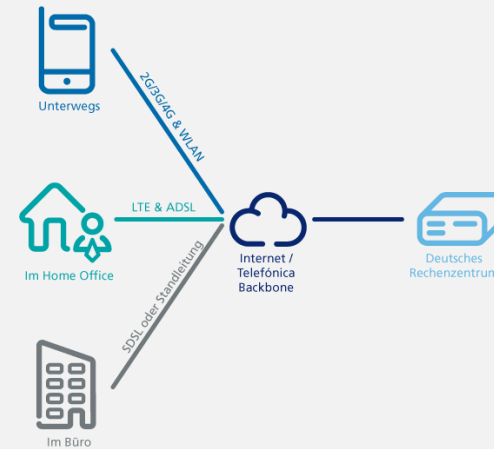 Unterwegs
2G/3G/4G & WLAN
LTE & ADSL
Im Home Office
SDSL oder Standleitung
Internet /
Telefónica
Backbone
Deutsches
Rechenzentrum
Im Büro